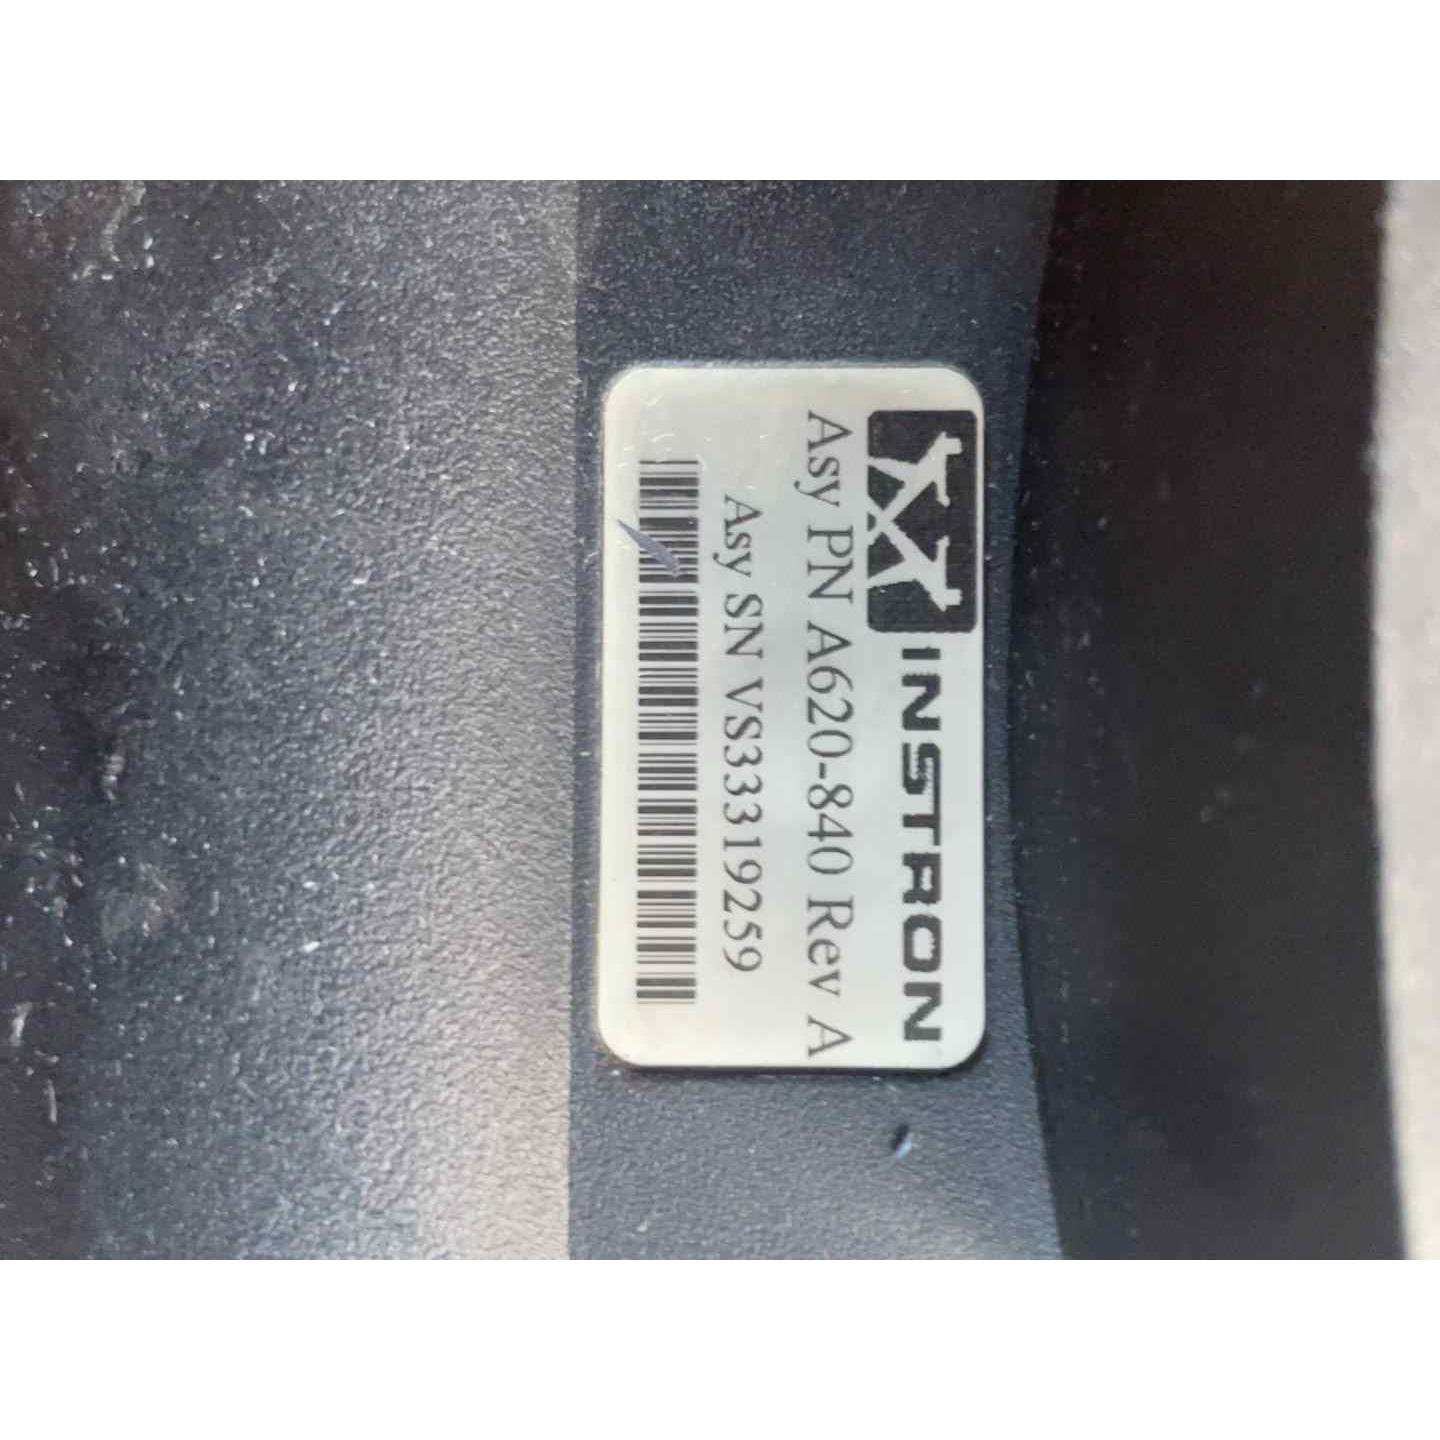 INSTRON
Asy PN A620-840 Rev A
Asy SN VS33319259